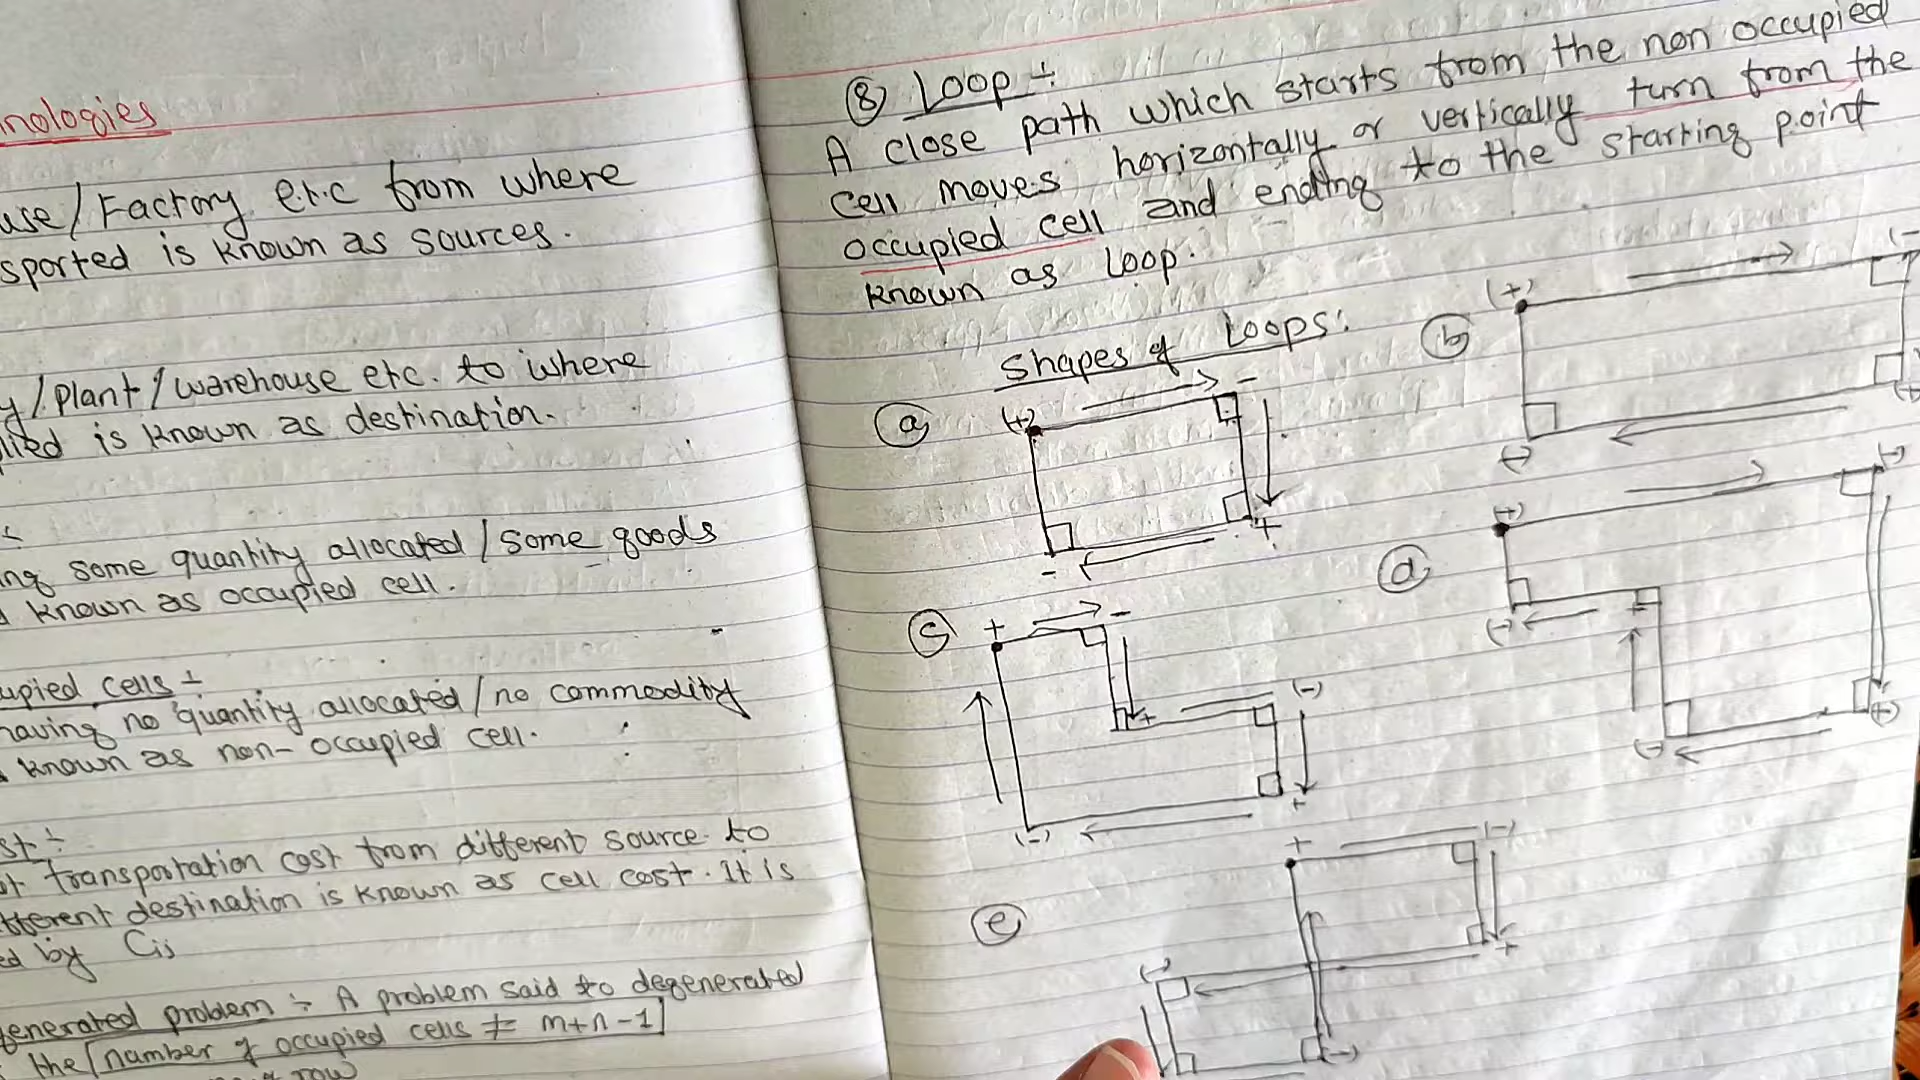 nologies
use/Factory etc from where
sported is known as sources.
y/plant/warehouse etc. to where
lied is known as destination.
ng some quantity allocated/some goods
known as occupied cell.
upied cells ÷
having no quantity allocated/no commodity
known as non-occupied cell.
st ÷
transportation cost from different source to
fferent destination is known as cell cost. It is
ed by Cij
generated problem :- A problem said to degenerated
the number of occupied cells ≠ m+n-1
row
⑧ Loop ÷
A close path which starts from the non occupied
cell moves horizontally or vertically turn from the
occupied cell and ending to the starting point
known as loop.
Shapes of Loops:
ⓐ (+) - + -
ⓑ (+) (-) (+) (-)
ⓒ + - + (-) + (-)
ⓓ (+) (-) (+) (-) (-)
ⓔ + (-) + (-) (-)